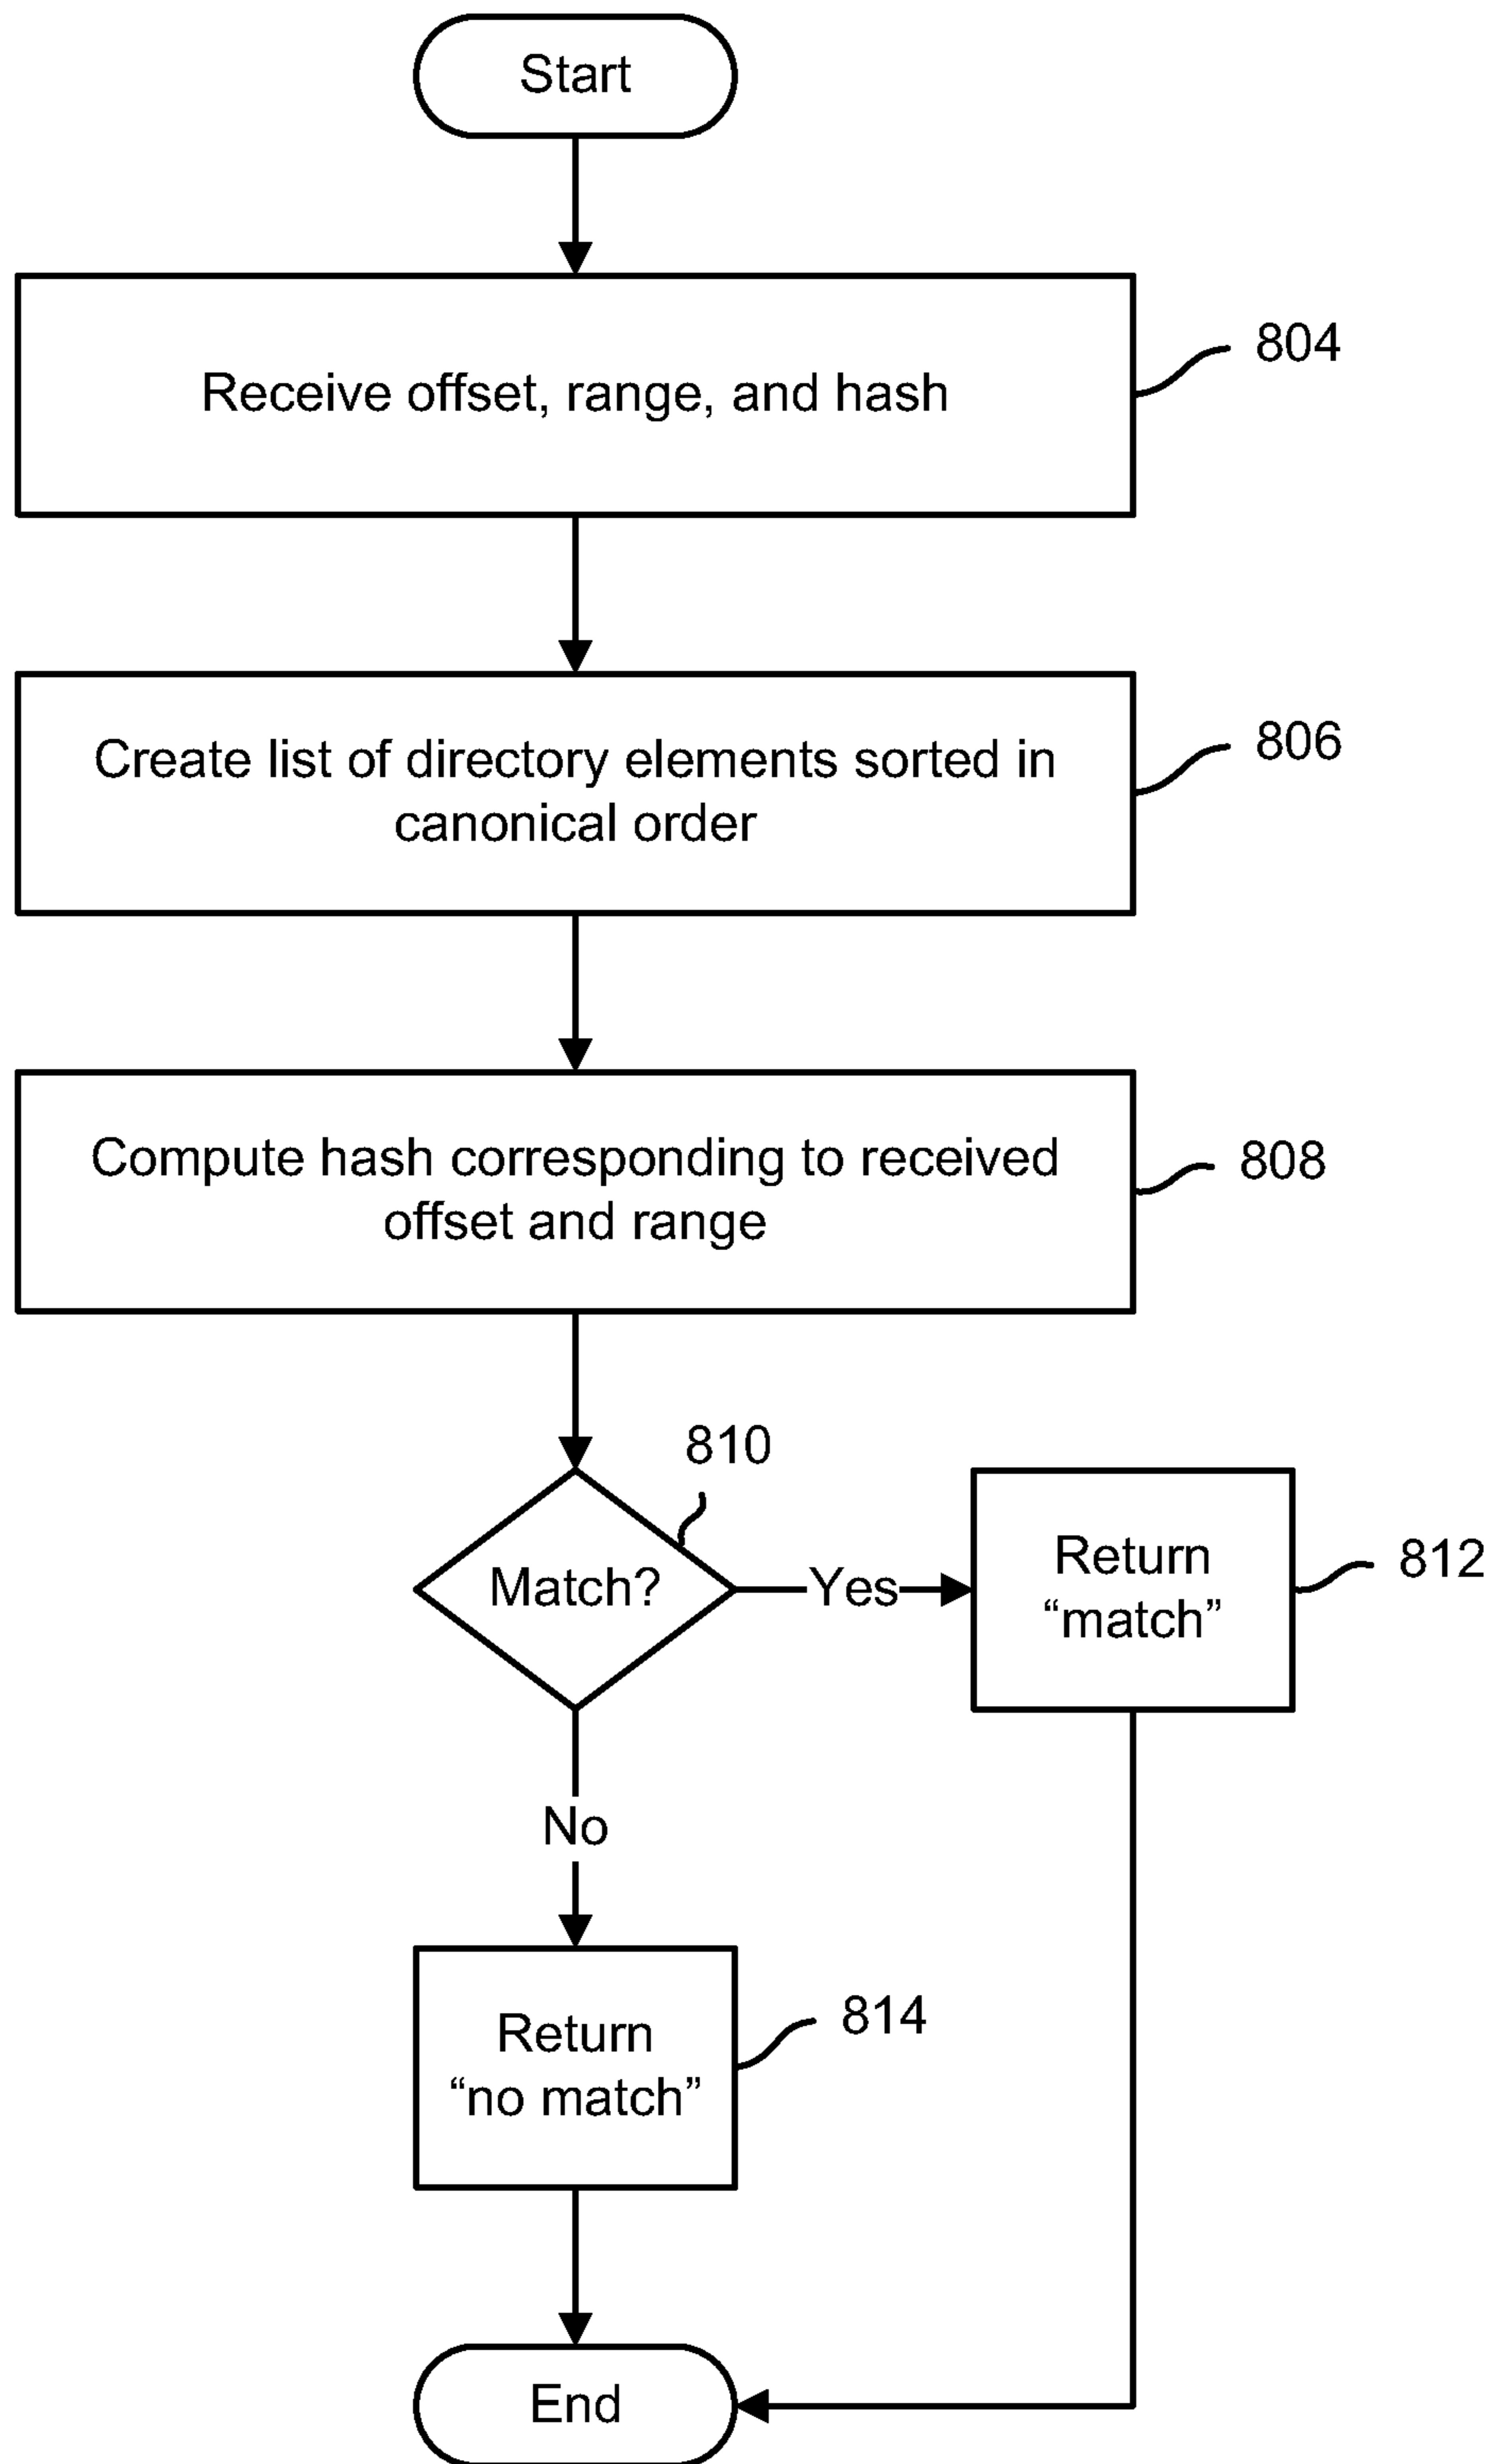 Start
Receive offset, range, and hash
804
Create list of directory elements sorted in
canonical order
806
Compute hash corresponding to received
offset and range
808
810
Match?
Yes
Return
“match”
812
No
Return
“no match”
814
End